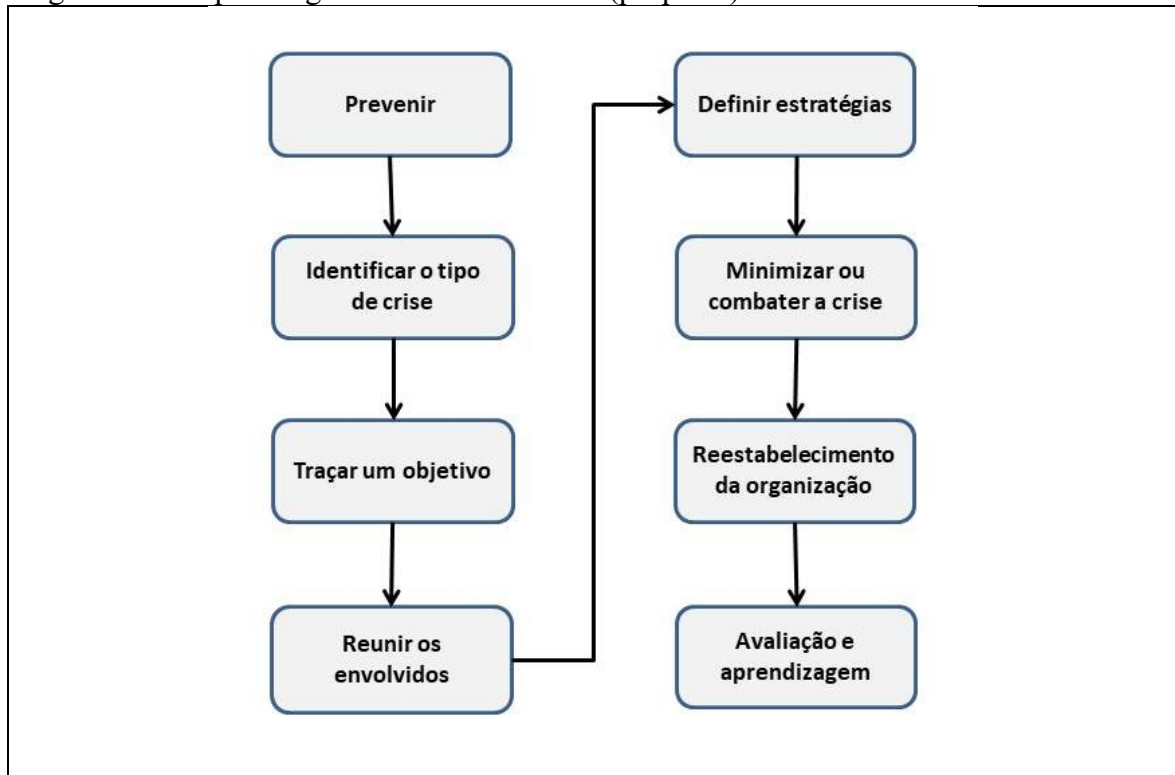 Prevenir
Identificar o tipo
de crise
Traçar um objetivo
Reunir os
envolvidos
Definir estratégias
Minimizar ou
combater a crise
Reestabelecimento
da organização
Avaliação e
aprendizagem